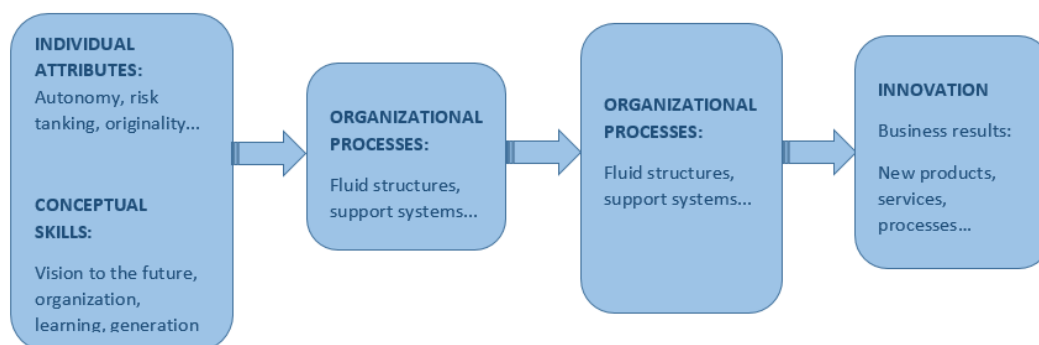 INDIVIDUAL
ATTRIBUTES:
Autonomy, risk
tanking, originality...
CONCEPTUAL
SKILLS:
Vision to the future,
organization,
learning, generation
ORGANIZATIONAL
PROCESSES:
Fluid structures,
support systems...
ORGANIZATIONAL
PROCESSES:
Fluid structures,
support systems...
INNOVATION
Business results:
New products,
services,
processes...